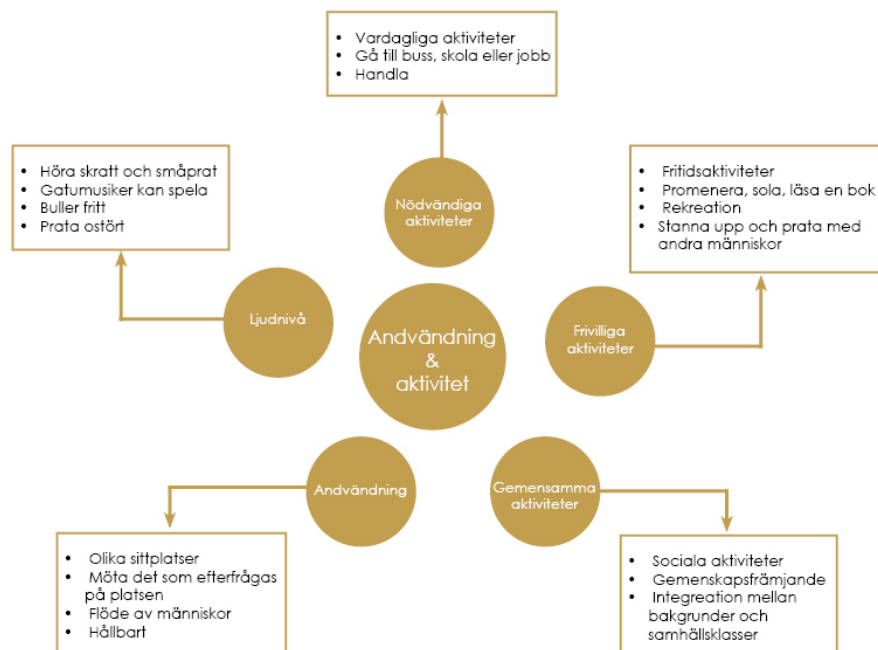 • Vardagliga aktiviteter
• Gå till buss, skola eller jobb
• Handla
• Höra skratt och småprat
• Gatumusiker kan spela
• Buller fritt
• Prata ostört
Nödvändiga
aktiviteter
• Fritidsaktiviteter
• Promenera, sola, läsa en bok
• Rekreation
• Stanna upp och prata med
andra människor
Ljudnivå
Andvändning
&
aktivitet
Frivilliga
aktiviteter
Andvändning
Gemensamma
aktiviteter
• Olika sittplatser
• Möta det som efterfrågas
på platsen
• Flöde av människor
• Hållbart
• Sociala aktiviteter
• Gemenskapsfrämjande
• Integreation mellan
bakgrunder och
samhällsklasser